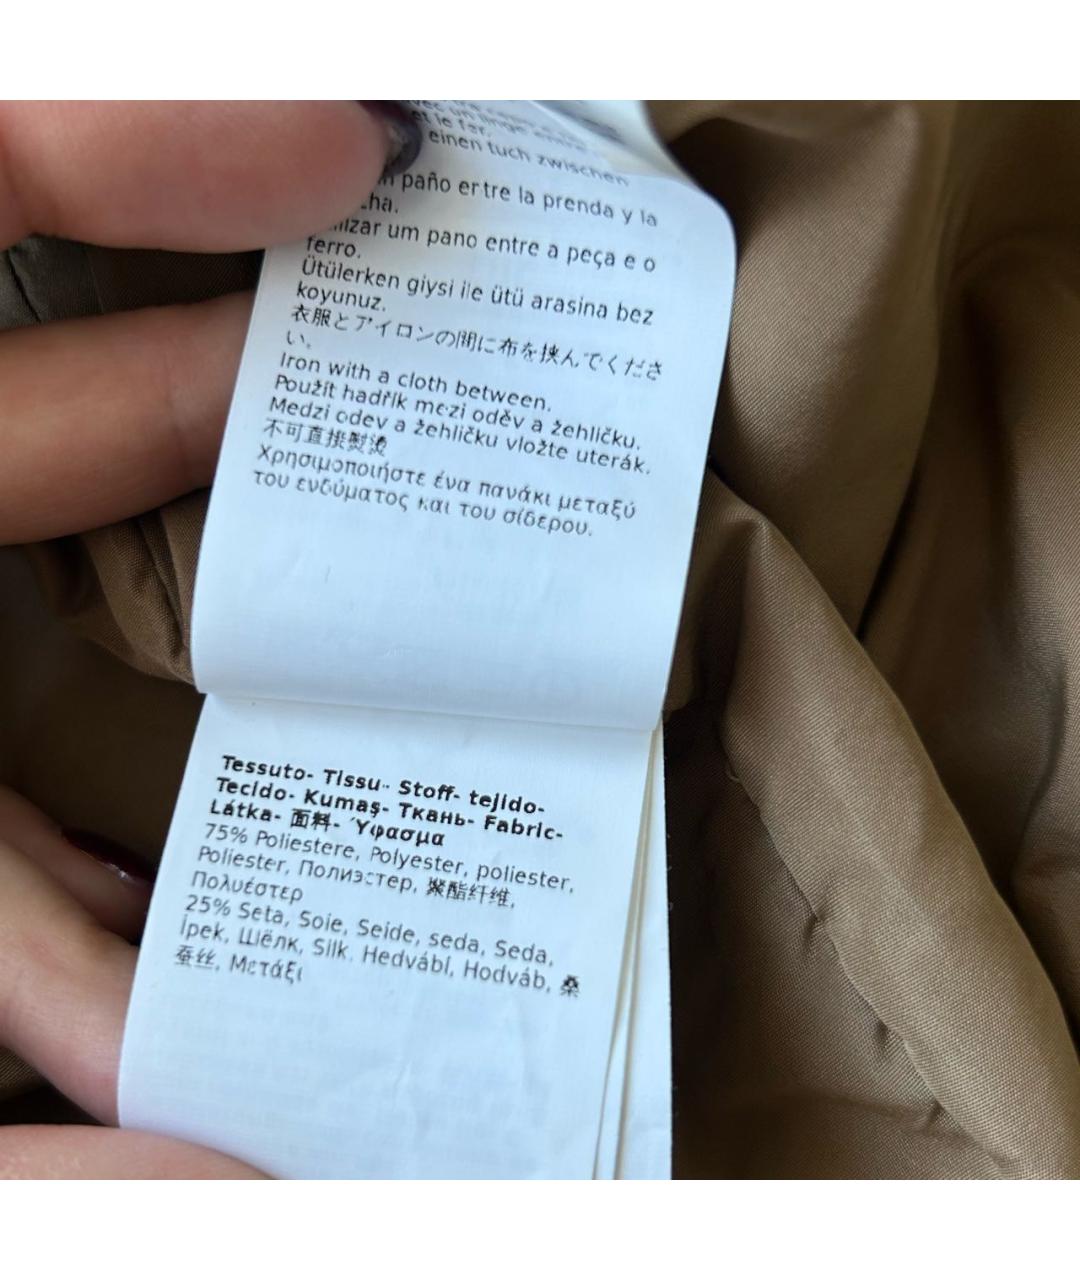 et le fer.
einen tuch zwischen
paño entre la prenda y la
um pano entre a peça e o
ferro.
Ütülerken giysi ile ütü arasina bez
koyunuz.
衣服とアイロンの間に布を挟んでくださ
い。
Iron with a cloth between.
Použít hadřík mezi oděv a žehličku.
Medzi odev a žehličku vložte uterák.
不可直接熨烫
Χρησιμοποιήστε ένα πανάκι μεταξύ
του ενδύματος και του σίδερου.
Tessuto- Tissu- Stoff- tejido-
Tecido- Kumaş- Ткань- Fabric-
Látka- 面料- Ύφασμα
75% Poliestere, Polyester, poliester,
Poliester, Полиэстер, 聚酯纤维,
Πολυέστερ
25% Seta, Soie, Seide, seda, Seda,
İpek, Шёлк, Silk, Hedvábí, Hodváb, 桑
蚕丝, Μετάξι